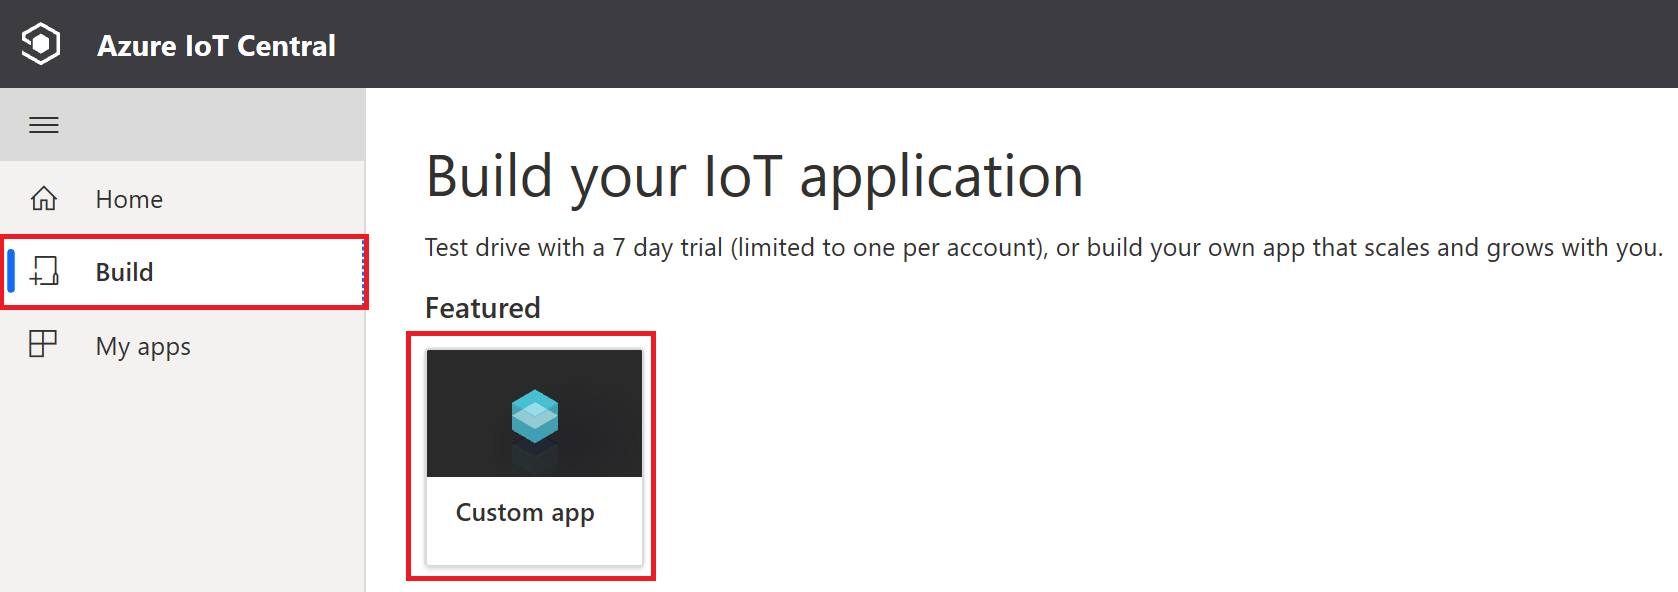 Azure IoT Central
Home
Build
My apps
Build your IoT application
Test drive with a 7 day trial (limited to one per account), or build your own app that scales and grows with you.
Featured
Custom app